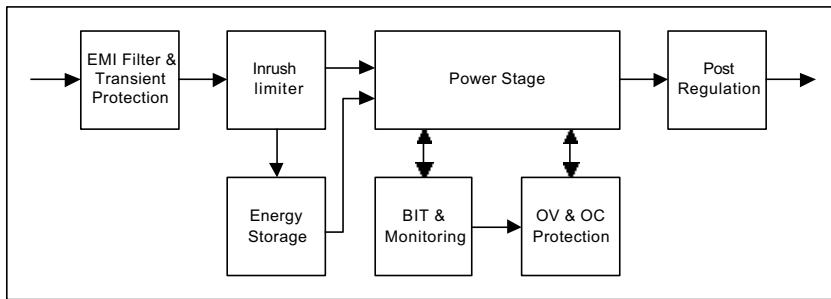 EMI Filter &
Transient
Protection
Inrush
limiter
Power Stage
Post
Regulation
Energy
Storage
BIT &
Monitoring
OV & OC
Protection